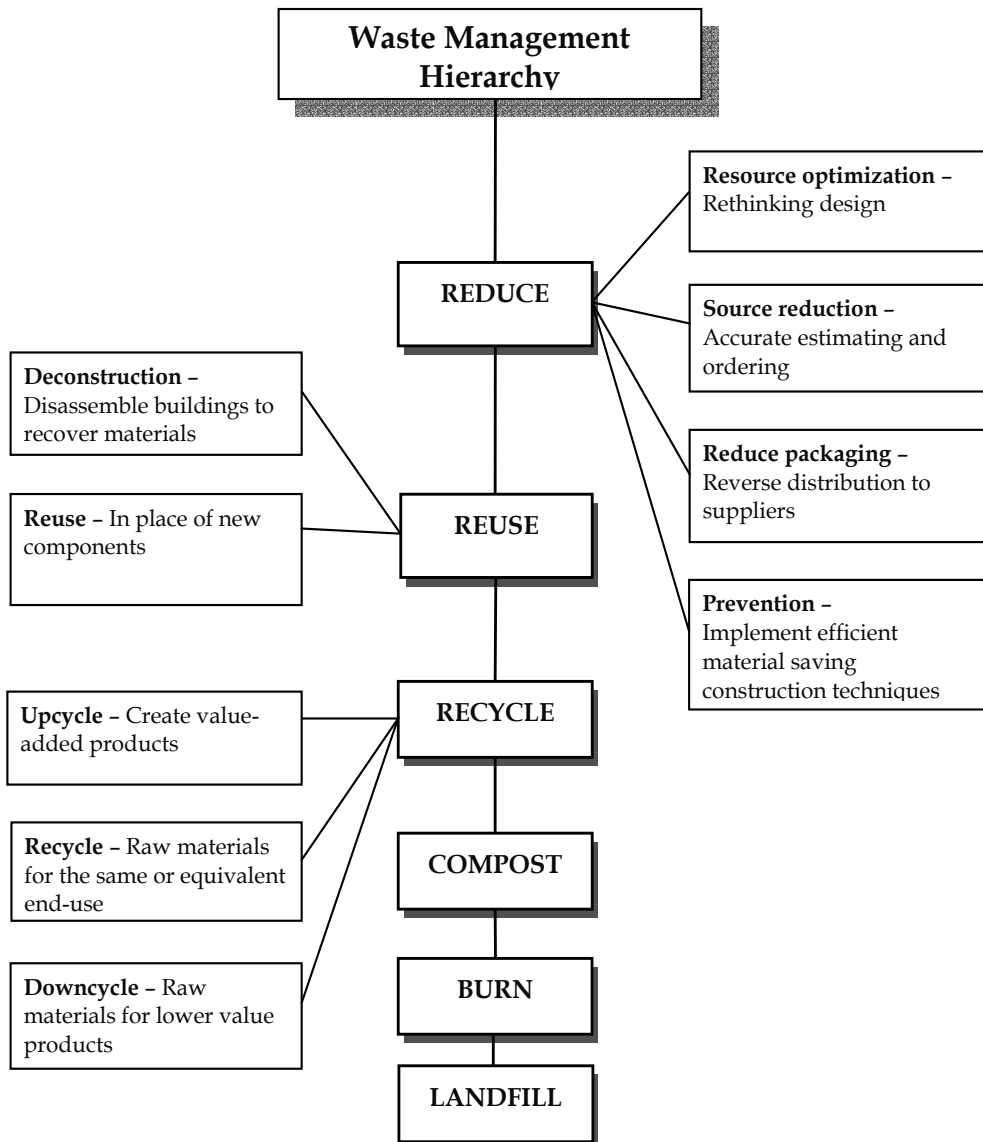 Waste Management
Hierarchy
Resource optimization –
Rethinking design
REDUCE
Source reduction –
Accurate estimating and
ordering
Deconstruction –
Disassemble buildings to
recover materials
Reduce packaging –
Reverse distribution to
suppliers
Reuse – In place of new
components
REUSE
Prevention –
Implement efficient
material saving
construction techniques
Upcycle – Create value-
added products
RECYCLE
Recycle – Raw materials
for the same or equivalent
end-use
COMPOST
Downcycle – Raw
materials for lower value
products
BURN
LANDFILL